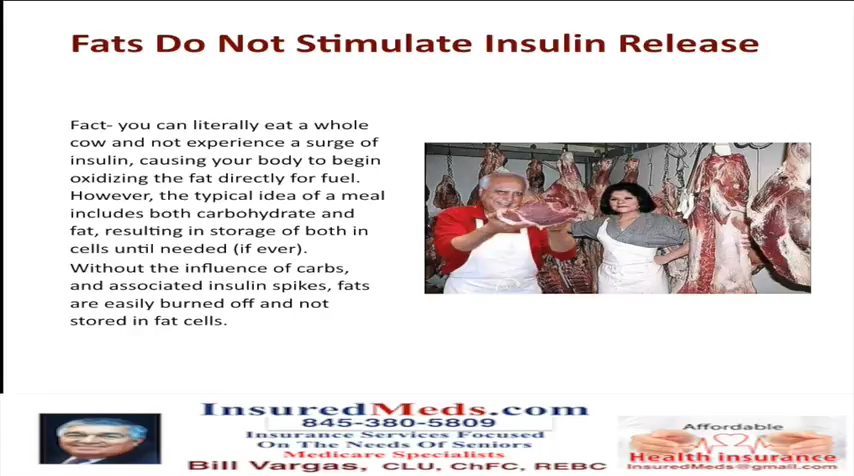 Fats Do Not Stimulate Insulin Release
Fact- you can literally eat a whole
cow and not experience a surge of
insulin, causing your body to begin
oxidizing the fat directly for fuel.
However, the typical idea of a meal
includes both carbohydrate and
fat, resulting in storage of both in
cells until needed (if ever).
Without the influence of carbs,
and associated insulin spikes, fats
are easily burned off and not
stored in fat cells.
InsuredMeds.com
845-380-5809
Insurance Services Focused
On The Needs Of Seniors
Medicare Specialists
Bill Vargas, CLU, ChFC, REBC
Affordable
Health insurance
InsuredMeds@gmail.com